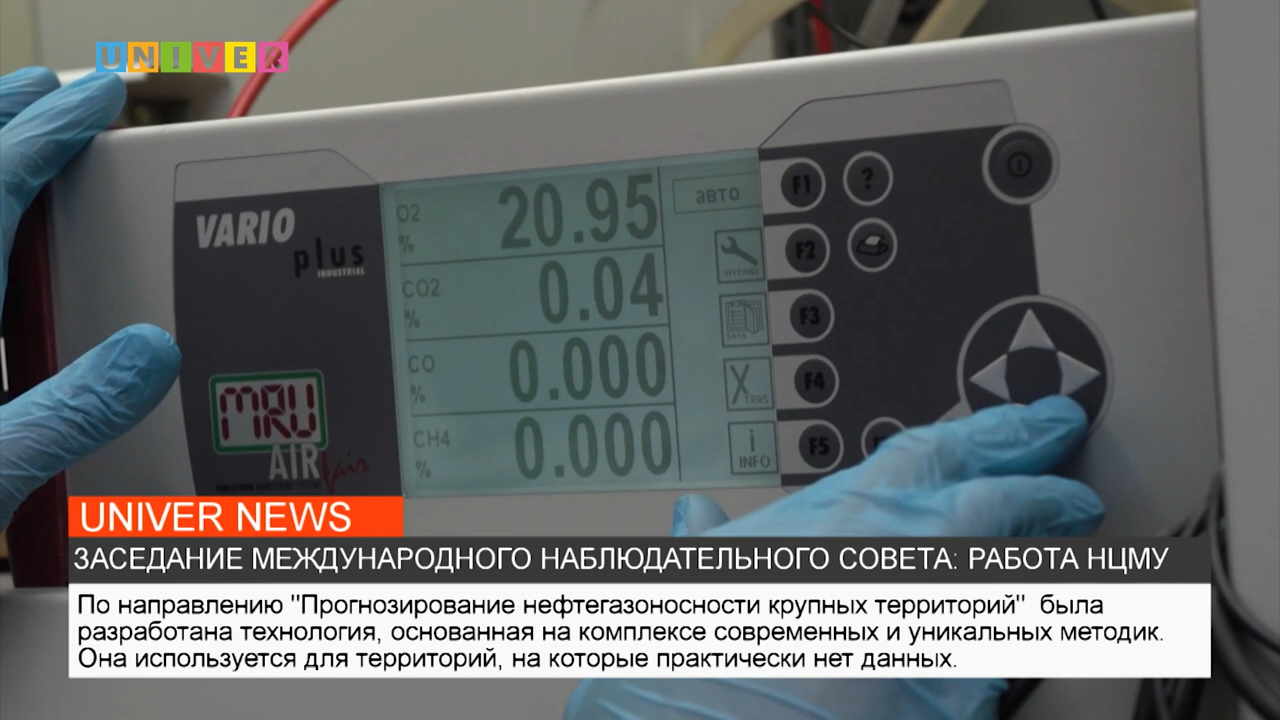 UNIVER
VARIO
plus
INDUSTRIAL
MRU
AIR
fair
O2
%
20.95
CO2
%
0.04
CO
%
0.000
CH4
%
0.000
авто
INFO
F1
?
F2
F3
F4
F5
UNIVER NEWS
ЗАСЕДАНИЕ МЕЖДУНАРОДНОГО НАБЛЮДАТЕЛЬНОГО СОВЕТА: РАБОТА НЦМУ
По направлению "Прогнозирование нефтегазоносности крупных территорий" была
разработана технология, основанная на комплексе современных и уникальных методик.
Она используется для территорий, на которые практически нет данных.